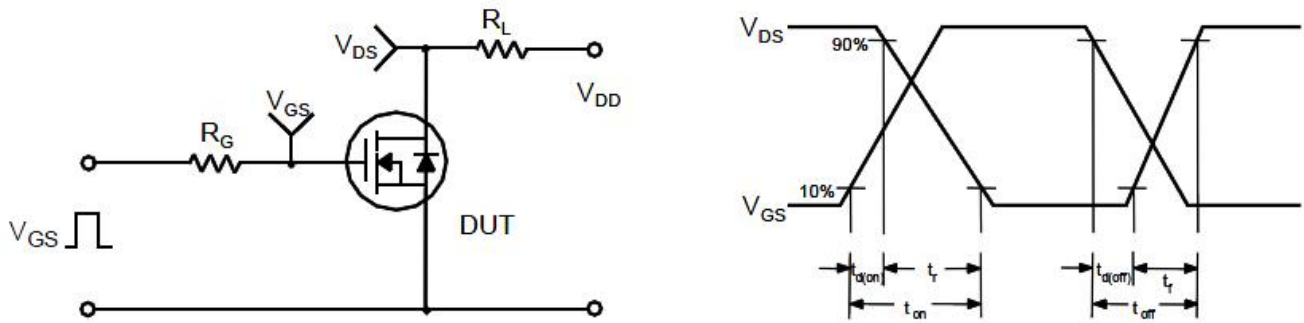 R_L
V_DS
V_DD
V_GS
R_G
V_GS
DUT
V_DS
90%
10%
V_GS
t_d(on)
t_r
t_d(off)
t_f
t_on
t_off